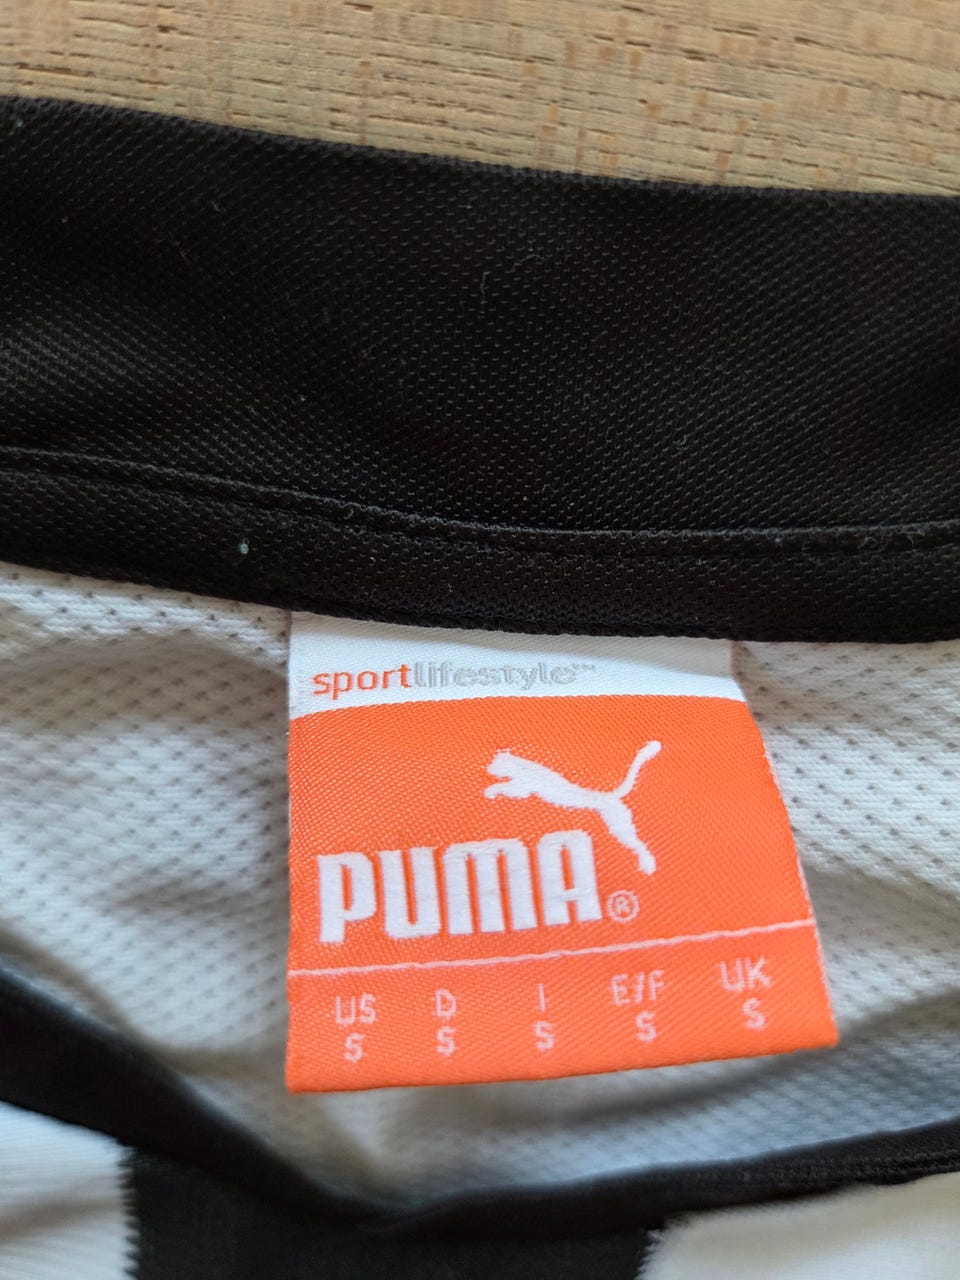 sportlifestyle™
PUMA®
US D I E/F UK
S S S S S